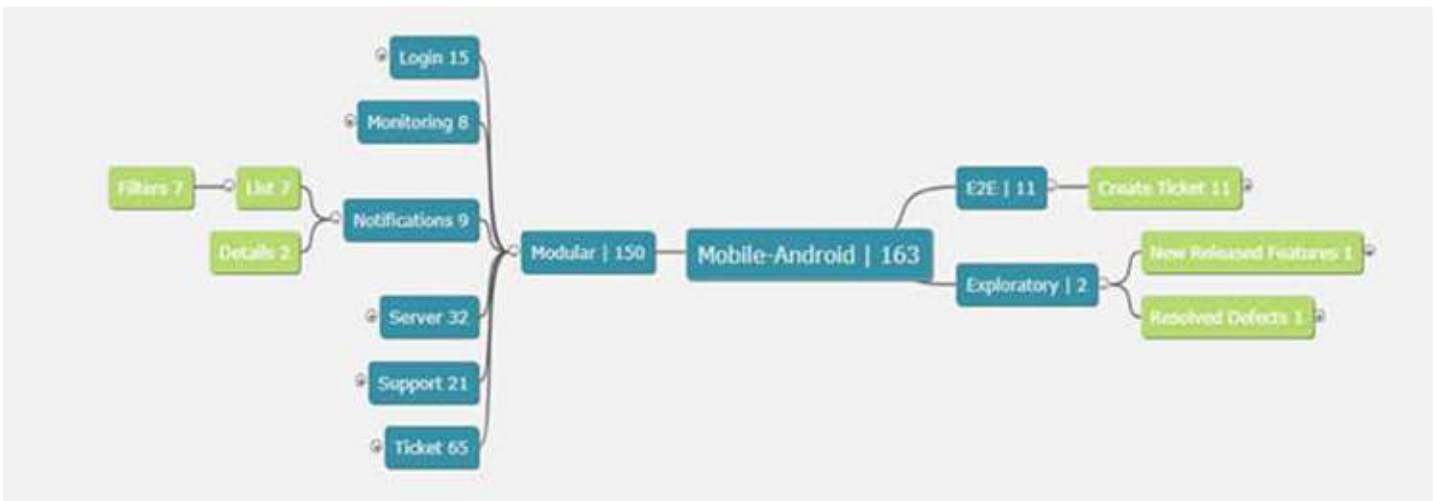 Login 15
Monitoring 8
Filters 7
List 7
Notifications 9
Details 2
Server 32
Support 21
Ticket 65
Modular | 150
Mobile-Android | 163
E2E | 11
Create Ticket 11
Exploratory | 2
New Released Features 1
Resolved Defects 1